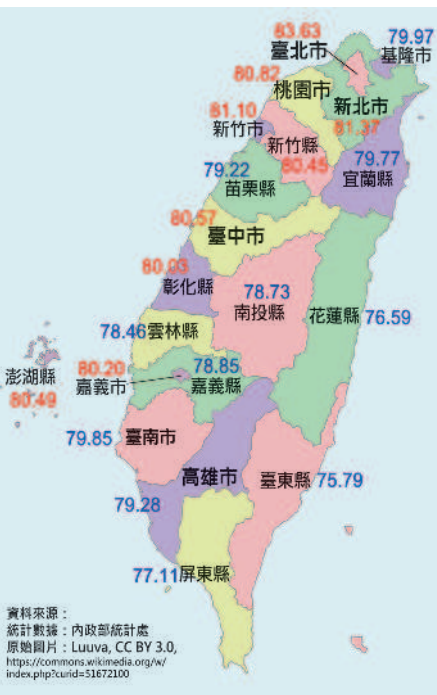 83.63
臺北市
79.97
基隆市
80.82
桃園市
新北市
81.37
81.10
新竹市
新竹縣
80.45
79.77
宜蘭縣
79.22
苗栗縣
80.57
臺中市
80.03
彰化縣
78.73
南投縣
花蓮縣 76.59
78.46 雲林縣
80.20
嘉義市
78.85
嘉義縣
澎湖縣
80.49
79.85
臺南市
高雄市
79.28
臺東縣 75.79
77.11 屏東縣
資料來源：
統計數據：內政部統計處
原始圖片：Luuva, CC BY 3.0,
https://commons.wikimedia.org/w/
index.php?curid=51672100